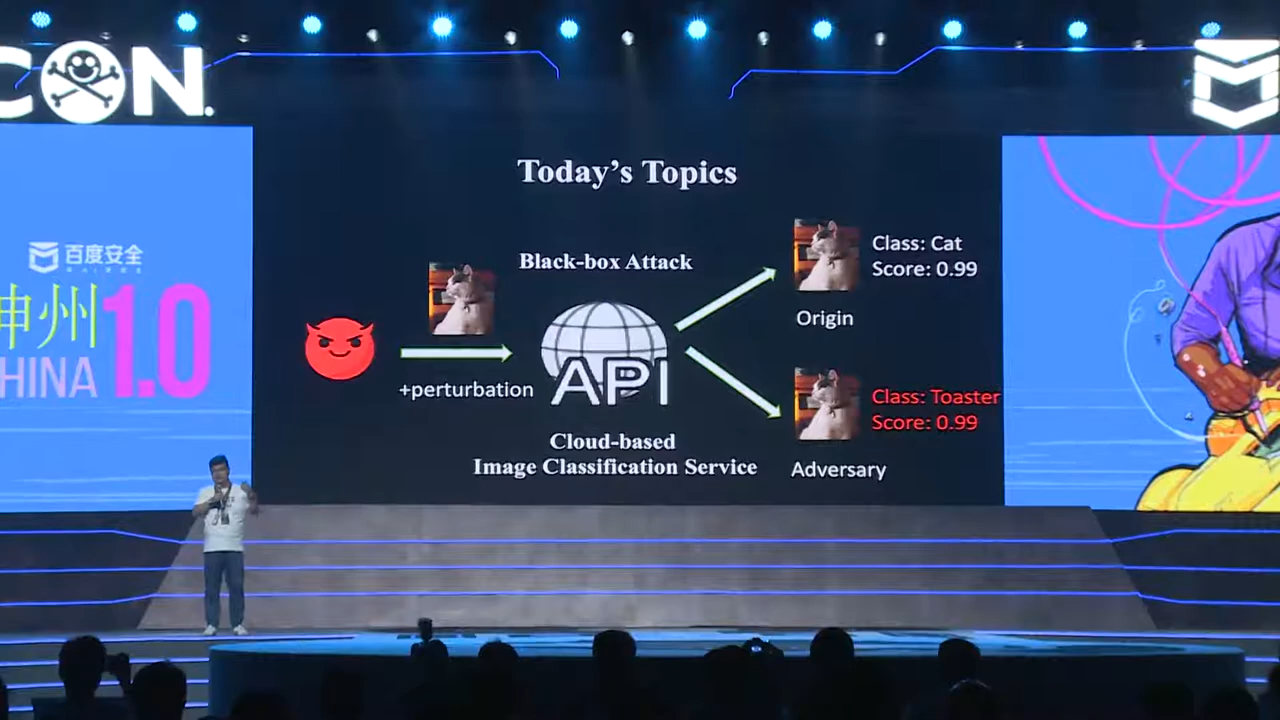 CON.
百度安全
神州1.0
HINA
Today's Topics
Black-box Attack
+perturbation
API
Cloud-based
Image Classification Service
Class: Cat
Score: 0.99
Origin
Class: Toaster
Score: 0.99
Adversary